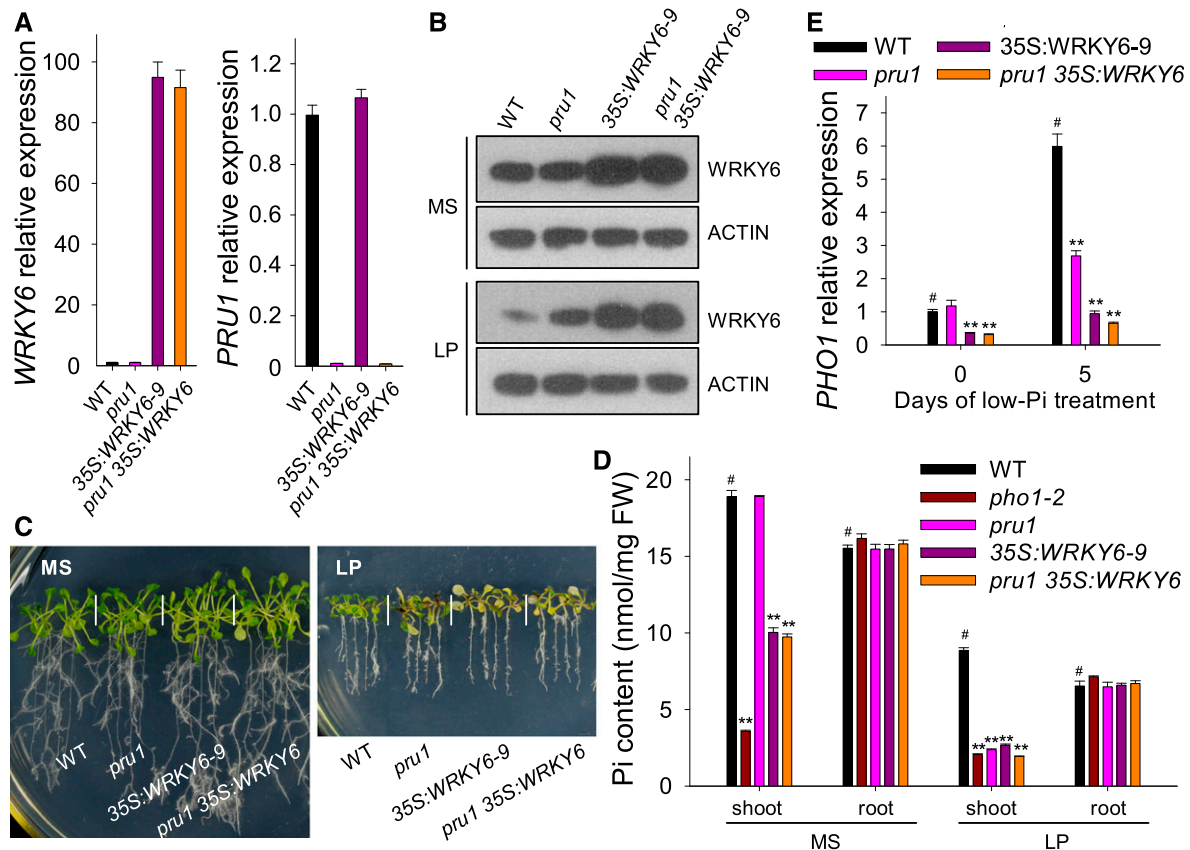 A
WRKY6 relative expression
100
80
60
40
20
0
WT
pru1
35S:WRKY6-9
pru1 35S:WRKY6
PRU1 relative expression
1.2
1.0
0.8
0.6
0.4
0.2
0
WT
pru1
35S:WRKY6-9
pru1 35S:WRKY6
B
WT
pru1
35S:WRKY6-9
pru1
35S:WRKY6-9
MS
WRKY6
ACTIN
LP
WRKY6
ACTIN
E
WT
35S:WRKY6-9
pru1
pru1 35S:WRKY6
PHO1 relative expression
7
6
5
4
3
2
1
0
#
** **
#
**
**
**
0
5
Days of low-Pi treatment
C
MS
WT
pru1
35S:WRKY6-9
pru1 35S:WRKY6
LP
WT
pru1
35S:WRKY6-9
pru1 35S:WRKY6
D
WT
pho1-2
pru1
35S:WRKY6-9
pru1 35S:WRKY6
Pi content (nmol/mg FW)
20
15
10
5
0
#
**
** **
#
#
** ** ** **
#
shoot
root
shoot
root
MS
LP